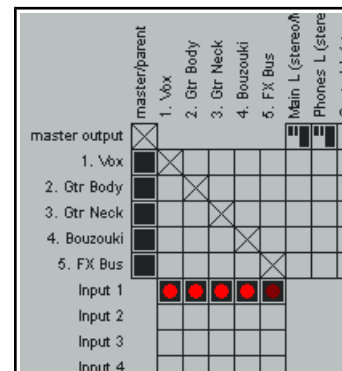 master/parent
1. Vox
2. Gtr Body
3. Gtr Neck
4. Bouzouki
5. FX Bus
Main L (stereo/
Phones L (stere
master output
1. Vox
2. Gtr Body
3. Gtr Neck
4. Bouzouki
5. FX Bus
Input 1
Input 2
Input 3
Input 4